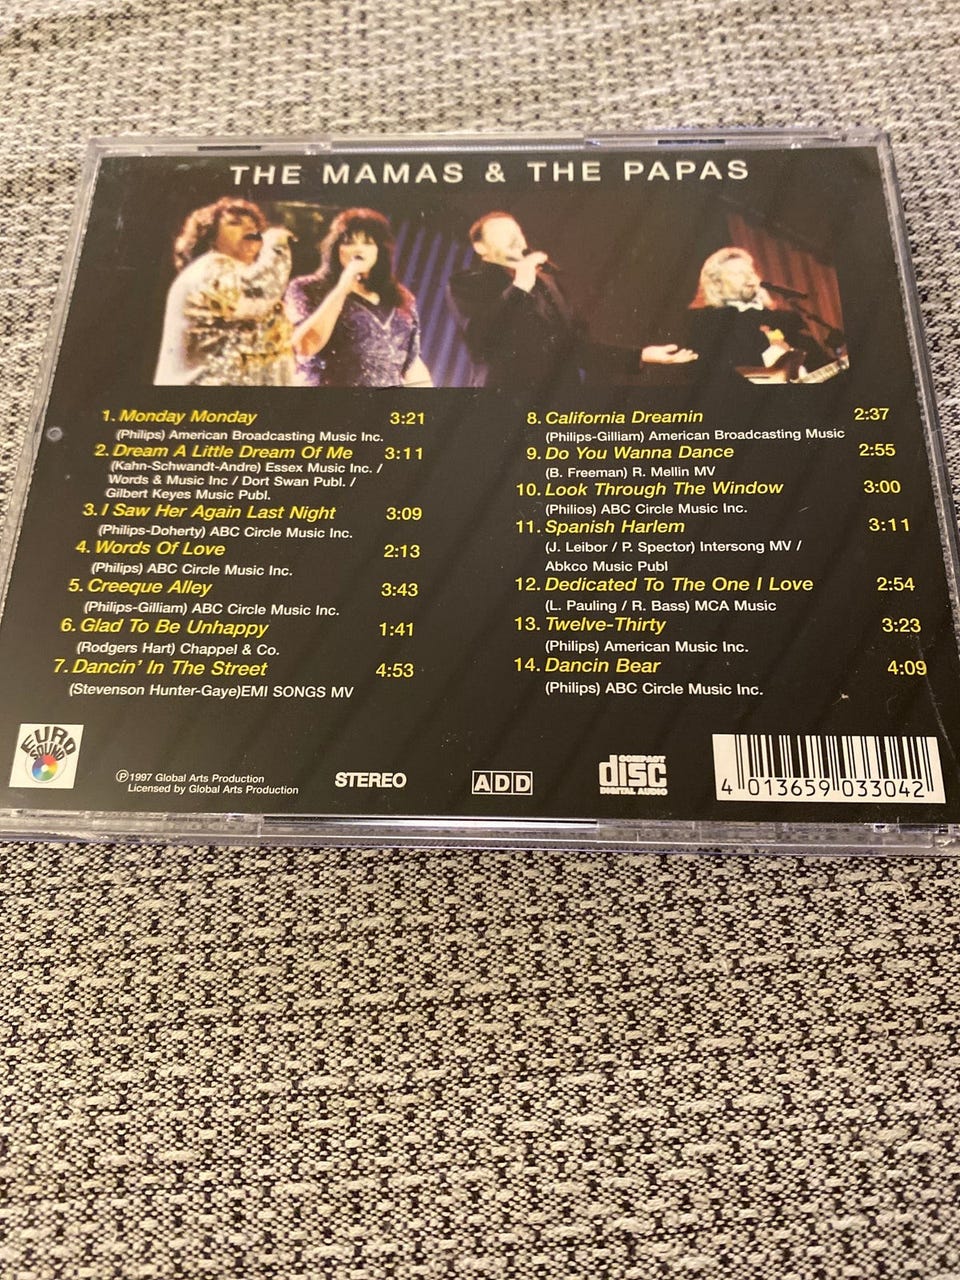 THE MAMAS & THE PAPAS
1. Monday Monday 3:21
(Philips) American Broadcasting Music Inc.
2. Dream A Little Dream Of Me 3:11
(Kahn-Schwandt-Andre) Essex Music Inc. /
Words & Music Inc / Dort Swan Publ. /
Gilbert Keyes Music Publ.
3. I Saw Her Again Last Night 3:09
(Philips-Doherty) ABC Circle Music Inc.
4. Words Of Love 2:13
(Philips) ABC Circle Music Inc.
5. Creeque Alley 3:43
(Philips-Gilliam) ABC Circle Music Inc.
6. Glad To Be Unhappy 1:41
(Rodgers Hart) Chappel & Co.
7. Dancin' In The Street 4:53
(Stevenson Hunter-Gaye)EMI SONGS MV
8. California Dreamin 2:37
(Philips-Gilliam) American Broadcasting Music
9. Do You Wanna Dance 2:55
(B. Freeman) R. Mellin MV
10. Look Through The Window 3:00
(Philios) ABC Circle Music Inc.
11. Spanish Harlem 3:11
(J. Leibor / P. Spector) Intersong MV /
Abkco Music Publ
12. Dedicated To The One I Love 2:54
(L. Pauling / R. Bass) MCA Music
13. Twelve-Thirty 3:23
(Philips) American Music Inc.
14. Dancin Bear 4:09
(Philips) ABC Circle Music Inc.
EURO
SOUND
℗1997 Global Arts Production
Licensed by Global Arts Production
STEREO
ADD
COMPACT
disc
DIGITAL AUDIO
4 013659 033042